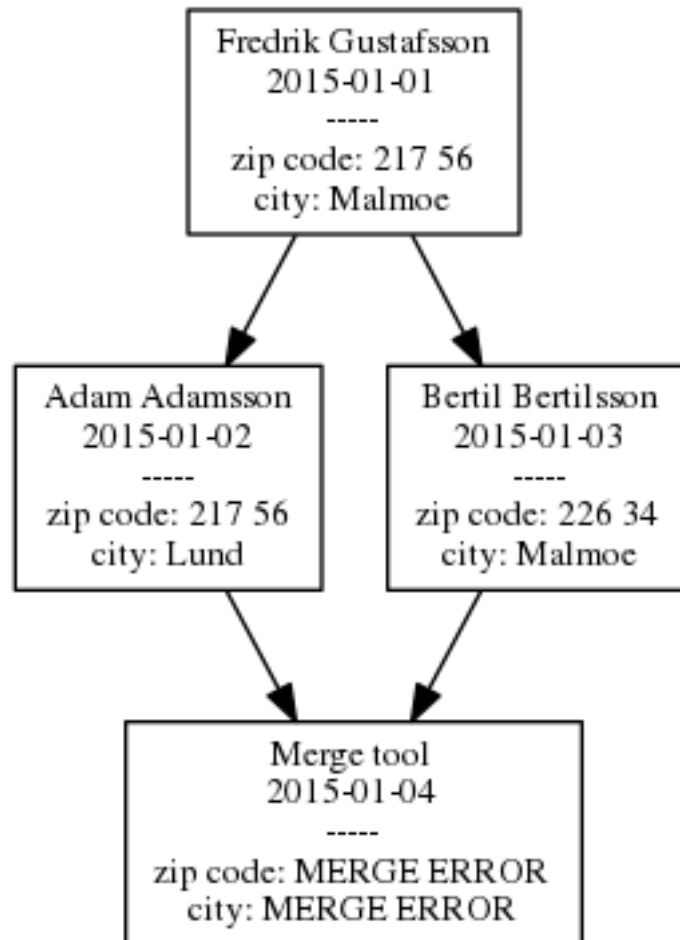 Fredrik Gustafsson
2015-01-01
-----
zip code: 217 56
city: Malmoe
Adam Adamsson
2015-01-02
-----
zip code: 217 56
city: Lund
Bertil Bertilsson
2015-01-03
-----
zip code: 226 34
city: Malmoe
Merge tool
2015-01-04
-----
zip code: MERGE ERROR
city: MERGE ERROR